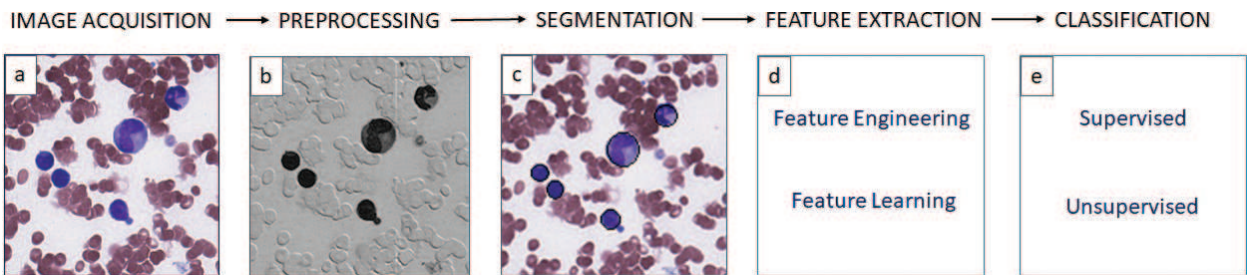 IMAGE ACQUISITION → PREPROCESSING → SEGMENTATION → FEATURE EXTRACTION → CLASSIFICATION
a b c d e
Feature Engineering Supervised
Feature Learning Unsupervised